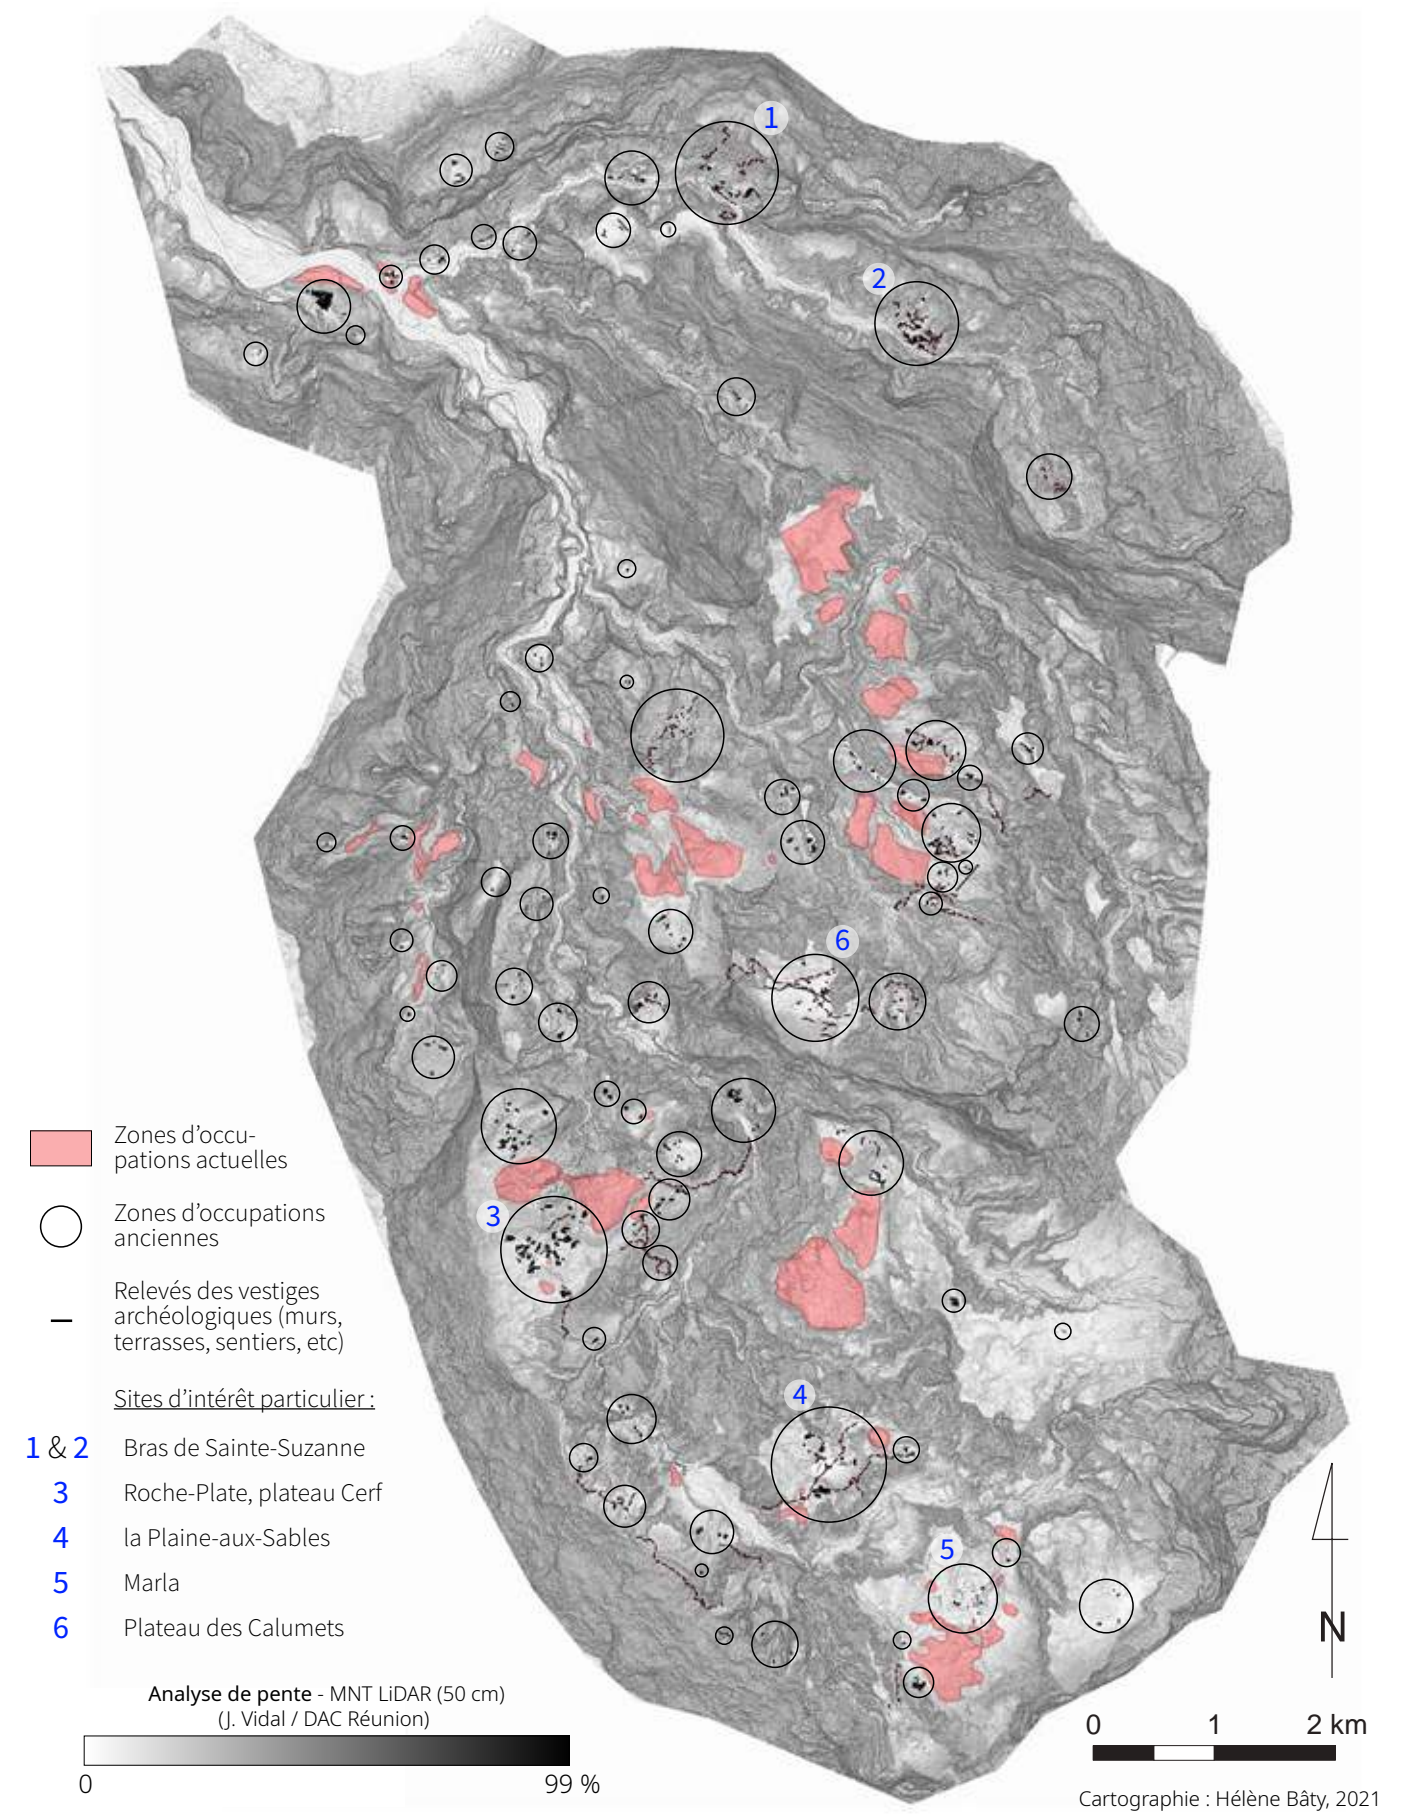 1
2
6
3
4
5
Zones d’occu-
pations actuelles
Zones d’occupations
anciennes
Relevés des vestiges
archéologiques (murs,
terrasses, sentiers, etc)
Sites d’intérêt particulier :
1 & 2 Bras de Sainte-Suzanne
3 Roche-Plate, plateau Cerf
4 la Plaine-aux-Sables
5 Marla
6 Plateau des Calumets
Analyse de pente - MNT LiDAR (50 cm)
(J. Vidal / DAC Réunion)
0 99 %
N
0 1 2 km
Cartographie : Hélène Bâty, 2021